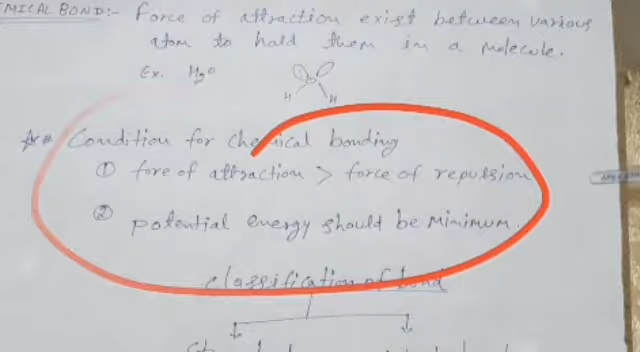 EMICAL BOND:- Force of attraction exist between various
atom to hold them in a molecule.
Ex. H2O
H H
Condition for chemical bonding
① fore of attraction > force of repulsion
② potential energy should be minimum.
classification of bond